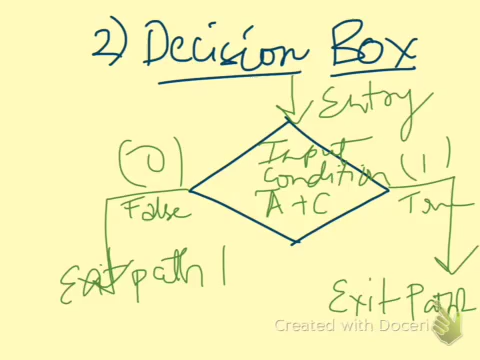 2) Decision Box
Entry
(0)
Input
condition
(1)
A + C
False
True
Exit path 1
Exit Path
Created with Doceri